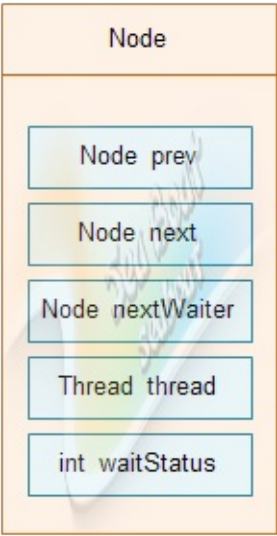 Node
Node prev
Node next
Node nextWaiter
Thread thread
int waitStatus